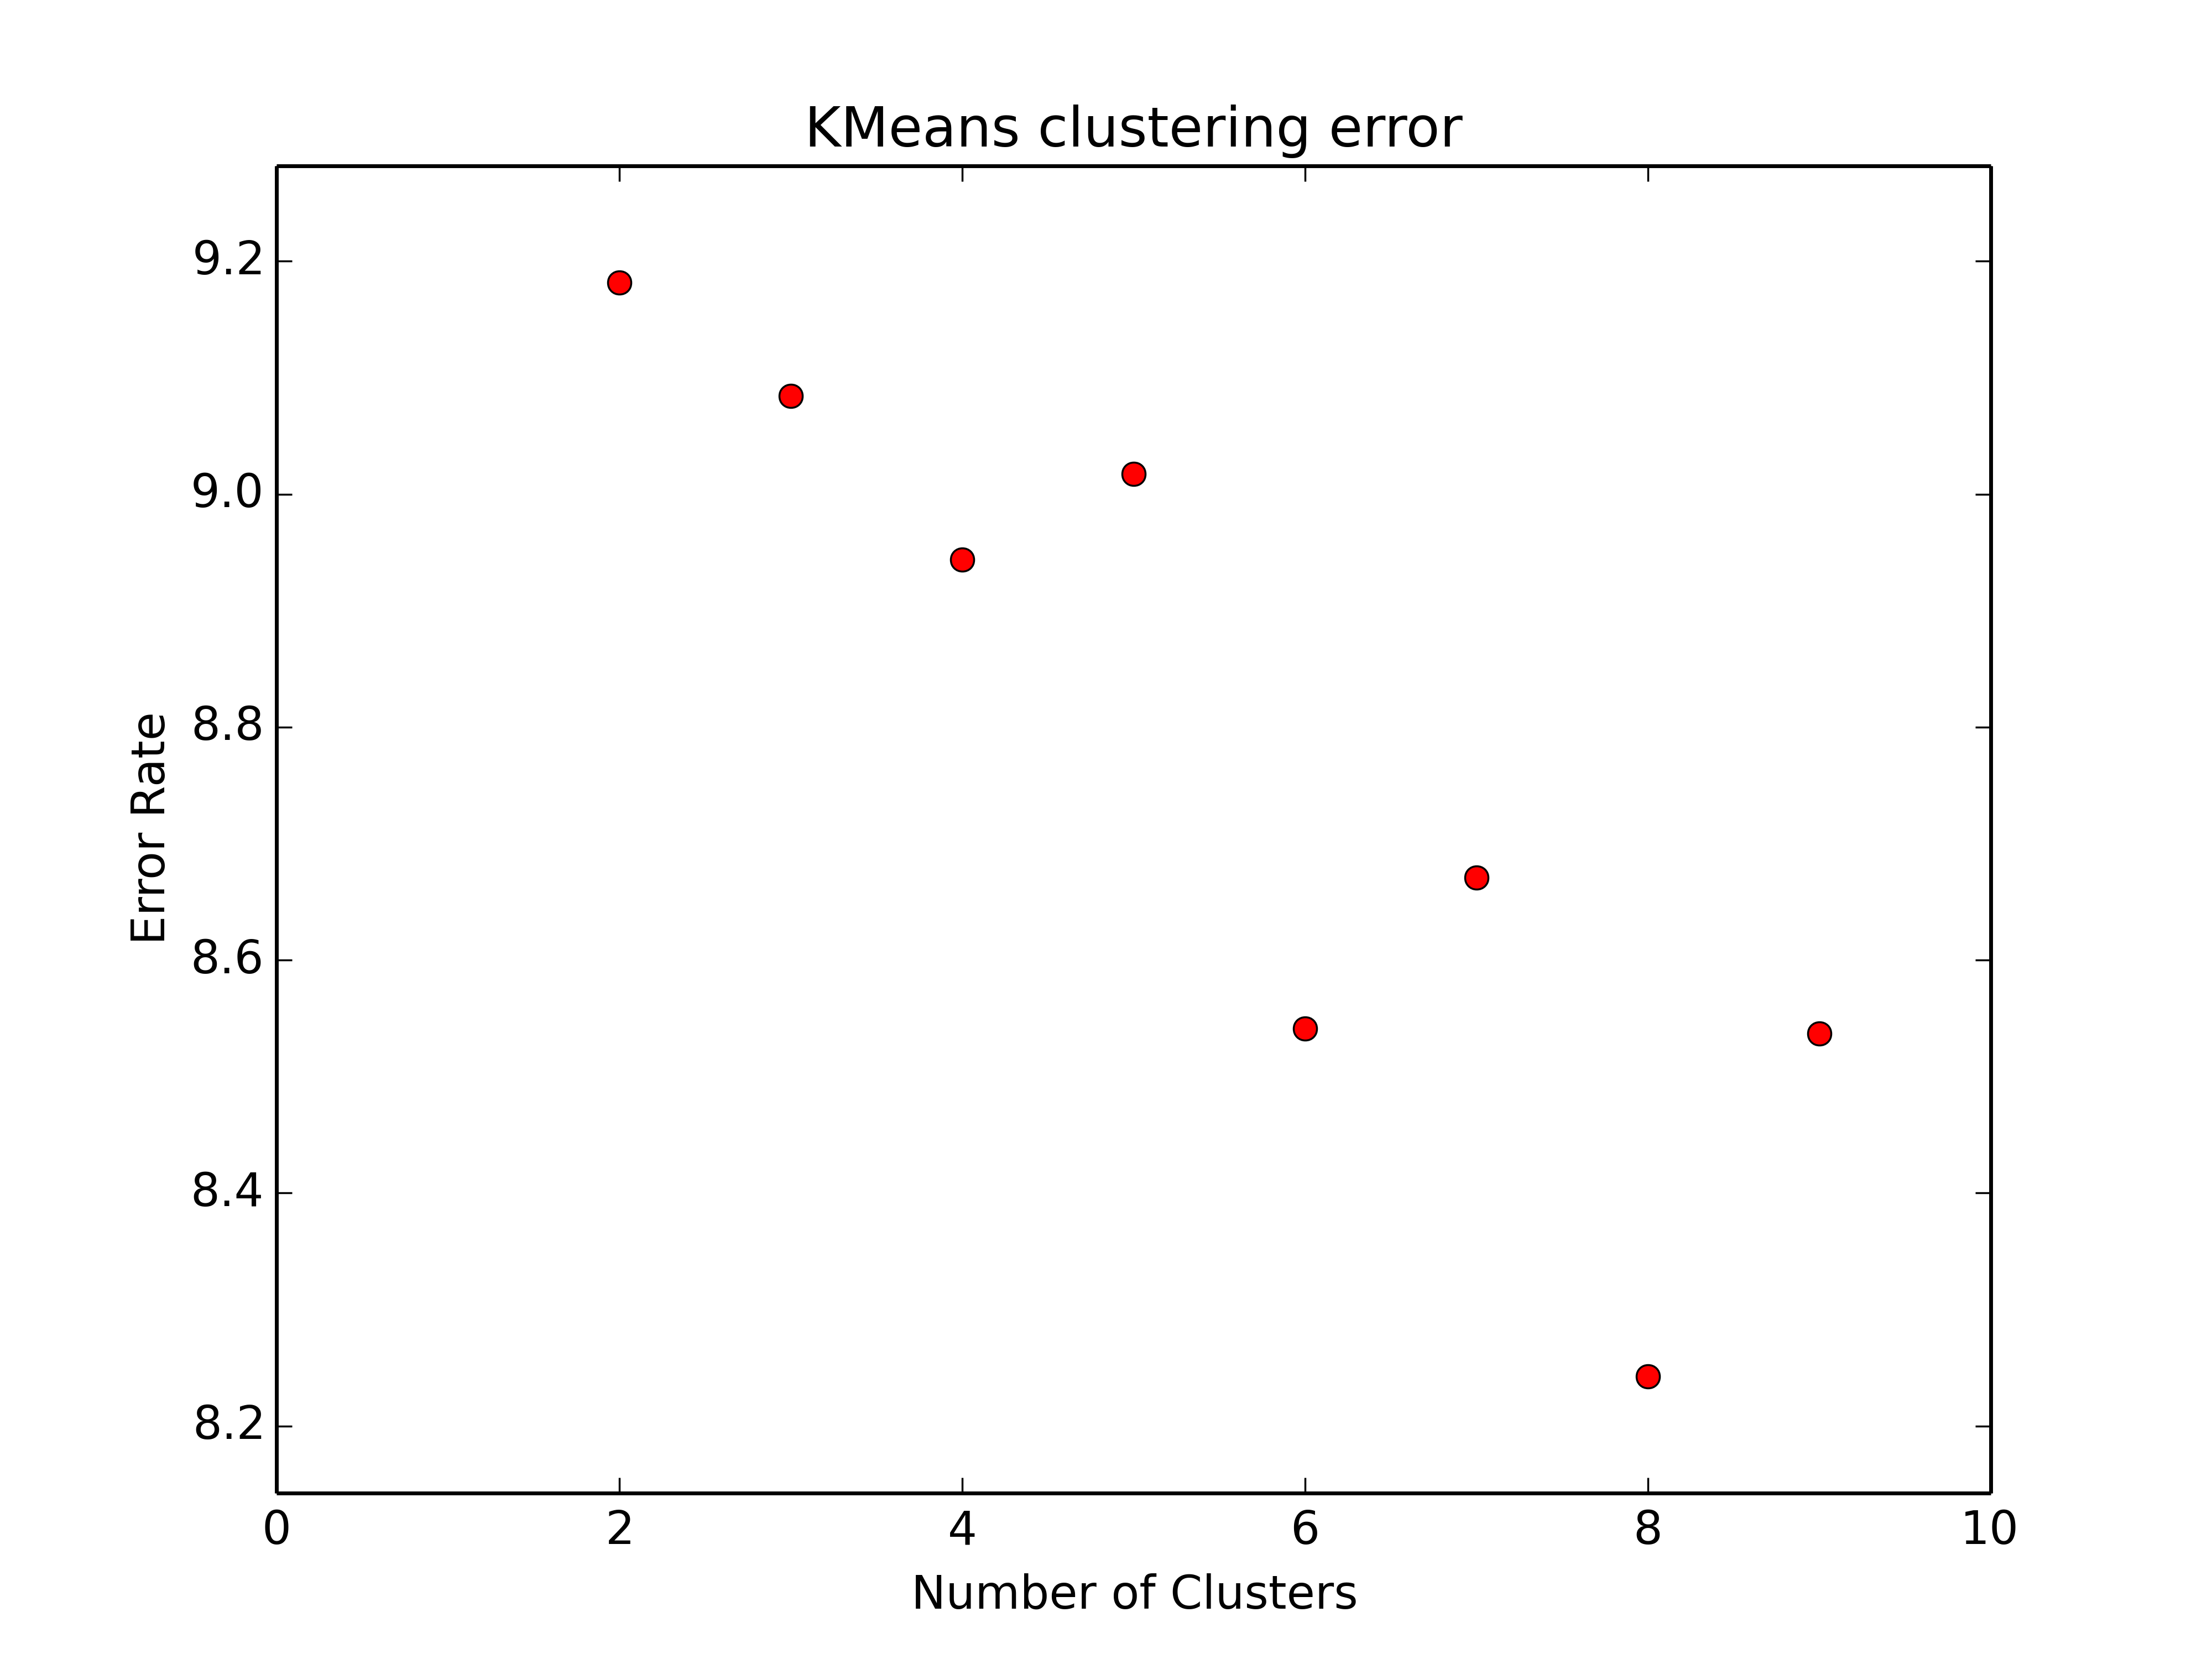 KMeans clustering error
9.2
9.0
8.8
8.6
8.4
8.2
Error Rate
0 2 4 6 8 10
Number of Clusters